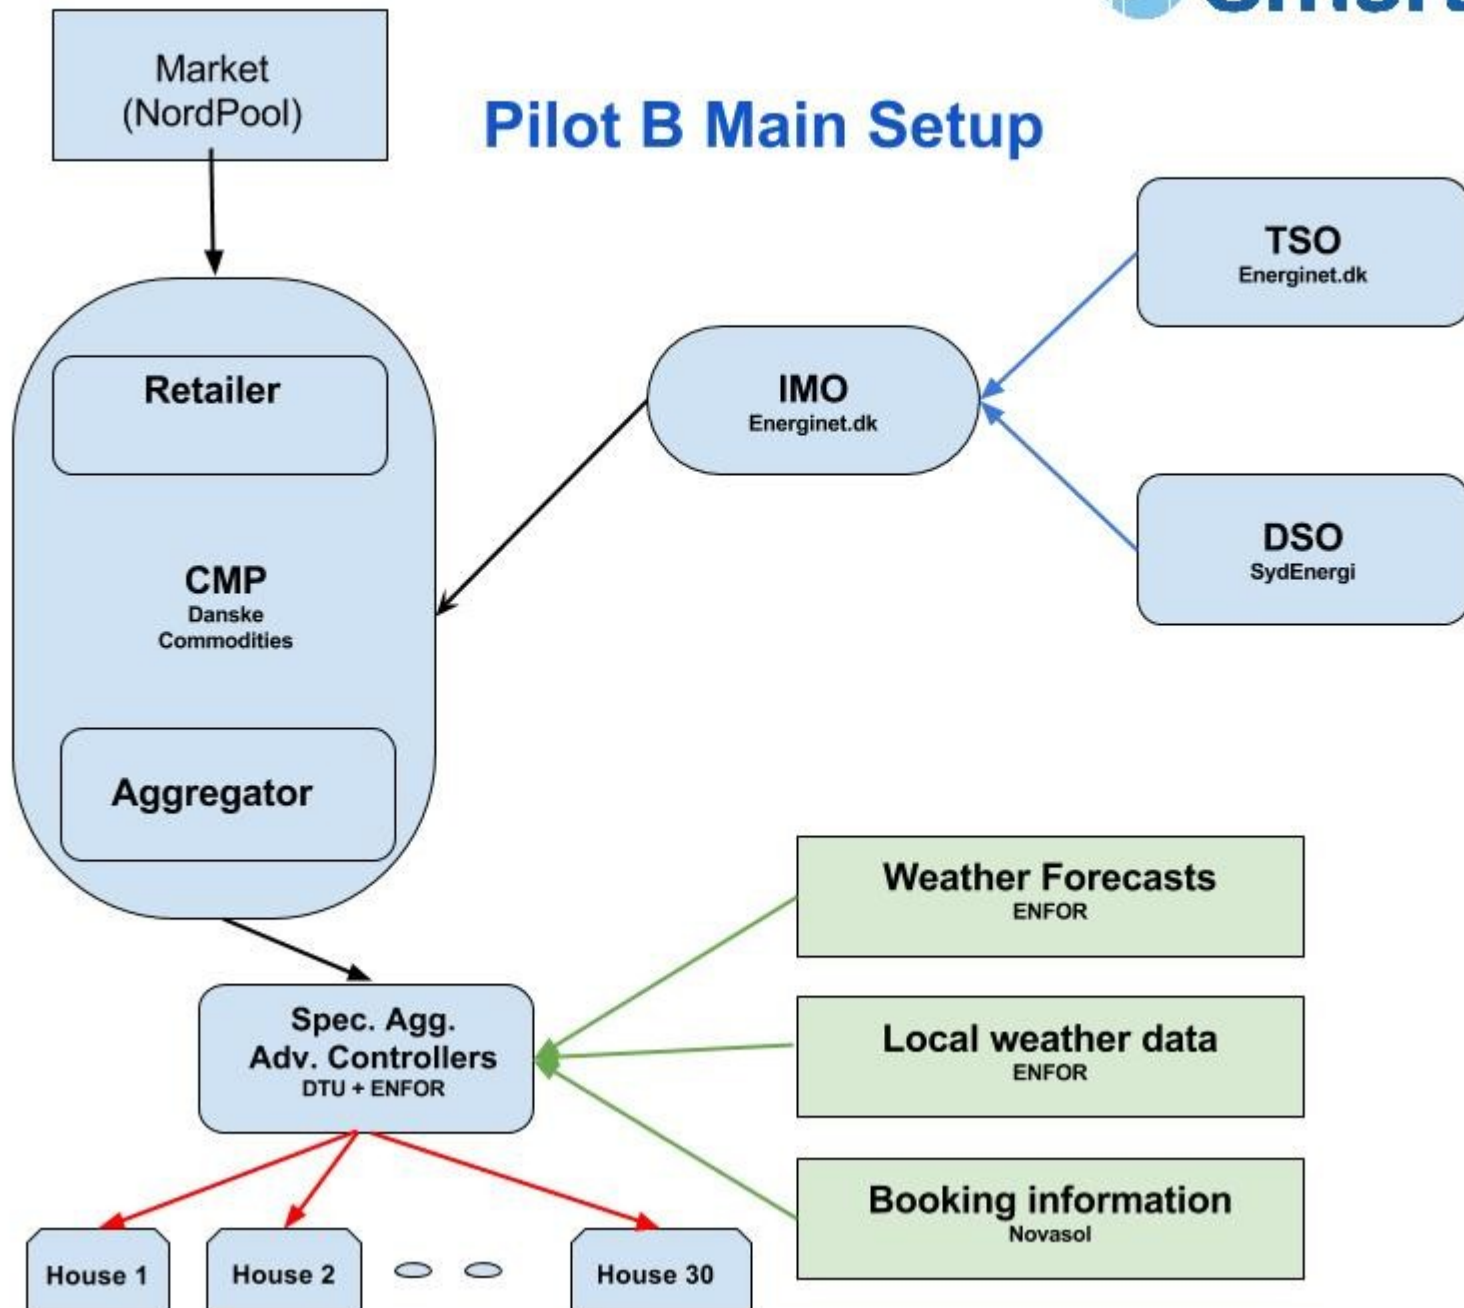 Pilot B Main Setup
Market
(NordPool)
TSO
Energinet.dk
IMO
Energinet.dk
Retailer
CMP
Danske
Commodities
DSO
SydEnergi
Aggregator
Weather Forecasts
ENFOR
Spec. Agg.
Adv. Controllers
DTU + ENFOR
Local weather data
ENFOR
Booking information
Novasol
House 1
House 2
House 30